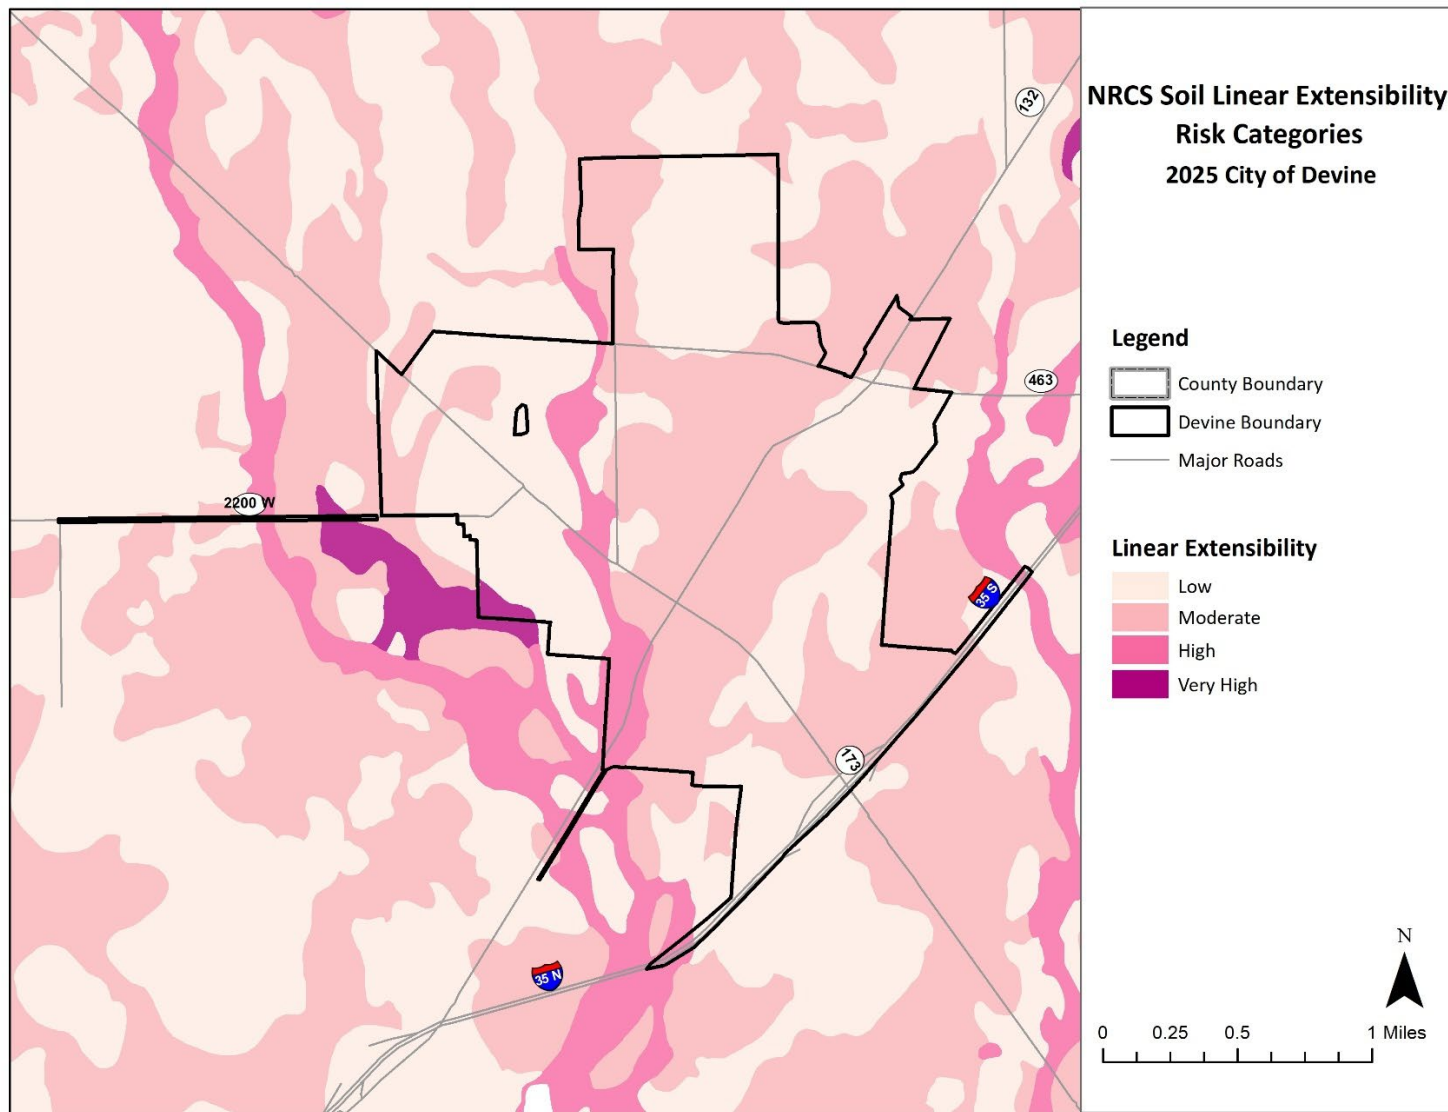 NRCS Soil Linear Extensibility
Risk Categories
2025 City of Devine
132
463
2200 W
35 S
173
35 N
Legend
County Boundary
Devine Boundary
Major Roads
Linear Extensibility
Low
Moderate
High
Very High
N
0 0.25 0.5 1 Miles